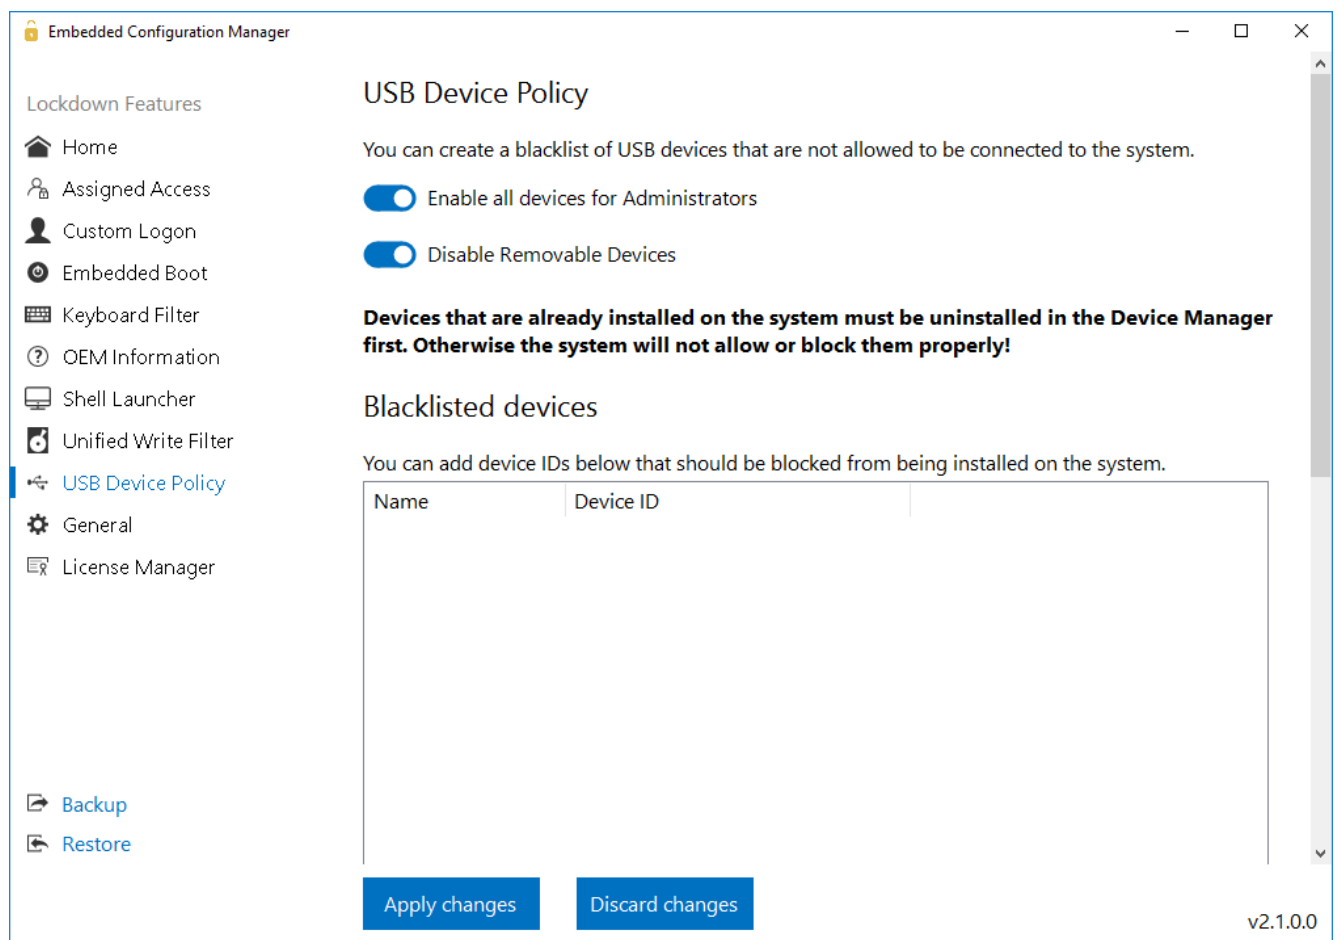 Embedded Configuration Manager
Lockdown Features
Home
Assigned Access
Custom Logon
Embedded Boot
Keyboard Filter
OEM Information
Shell Launcher
Unified Write Filter
USB Device Policy
General
License Manager
Backup
Restore
USB Device Policy
You can create a blacklist of USB devices that are not allowed to be connected to the system.
Enable all devices for Administrators
Disable Removable Devices
Devices that are already installed on the system must be uninstalled in the Device Manager
first. Otherwise the system will not allow or block them properly!
Blacklisted devices
You can add device IDs below that should be blocked from being installed on the system.
Name Device ID
Apply changes Discard changes
v2.1.0.0